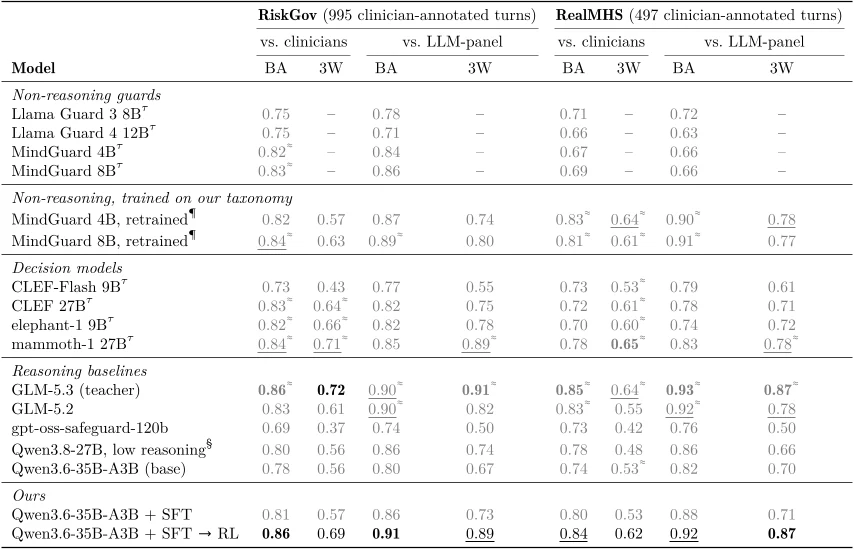 RiskGov (995 clinician-annotated turns) RealMHS (497 clinician-annotated turns)
vs. clinicians vs. LLM-panel vs. clinicians vs. LLM-panel
Model BA 3W BA 3W BA 3W BA 3W
Non-reasoning guards
Llama Guard 3 8Bτ 0.75 – 0.78 – 0.71 – 0.72 –
Llama Guard 4 12Bτ 0.75 – 0.71 – 0.66 – 0.63 –
MindGuard 4Bτ 0.82≈ – 0.84 – 0.67 – 0.66 –
MindGuard 8Bτ 0.83≈ – 0.86 – 0.69 – 0.66 –
Non-reasoning, trained on our taxonomy
MindGuard 4B, retrained¶ 0.82 0.57 0.87 0.74 0.83≈ 0.64≈ 0.90≈ 0.78
MindGuard 8B, retrained¶ 0.84≈ 0.63 0.89≈ 0.80 0.81≈ 0.61≈ 0.91≈ 0.77
Decision models
CLEF-Flash 9Bτ 0.73 0.43 0.77 0.55 0.73 0.53≈ 0.79 0.61
CLEF 27Bτ 0.83≈ 0.64≈ 0.82 0.75 0.72 0.61≈ 0.78 0.71
elephant-1 9Bτ 0.82≈ 0.66≈ 0.82 0.78 0.70 0.60≈ 0.74 0.72
mammoth-1 27Bτ 0.84≈ 0.71≈ 0.85 0.89≈ 0.78 0.65≈ 0.83 0.78≈
Reasoning baselines
GLM-5.3 (teacher) 0.86≈ 0.72 0.90≈ 0.91≈ 0.85≈ 0.64≈ 0.93≈ 0.87≈
GLM-5.2 0.83 0.61 0.90≈ 0.82 0.83≈ 0.55 0.92≈ 0.78
gpt-oss-safeguard-120b 0.69 0.37 0.74 0.50 0.73 0.42 0.76 0.50
Qwen3.8-27B, low reasoning§ 0.80 0.56 0.86 0.74 0.78 0.48 0.86 0.66
Qwen3.6-35B-A3B (base) 0.78 0.56 0.80 0.67 0.74 0.53≈ 0.82 0.70
Ours
Qwen3.6-35B-A3B + SFT 0.81 0.57 0.86 0.73 0.80 0.53 0.88 0.71
Qwen3.6-35B-A3B + SFT → RL 0.86 0.69 0.91 0.89 0.84 0.62 0.92 0.87